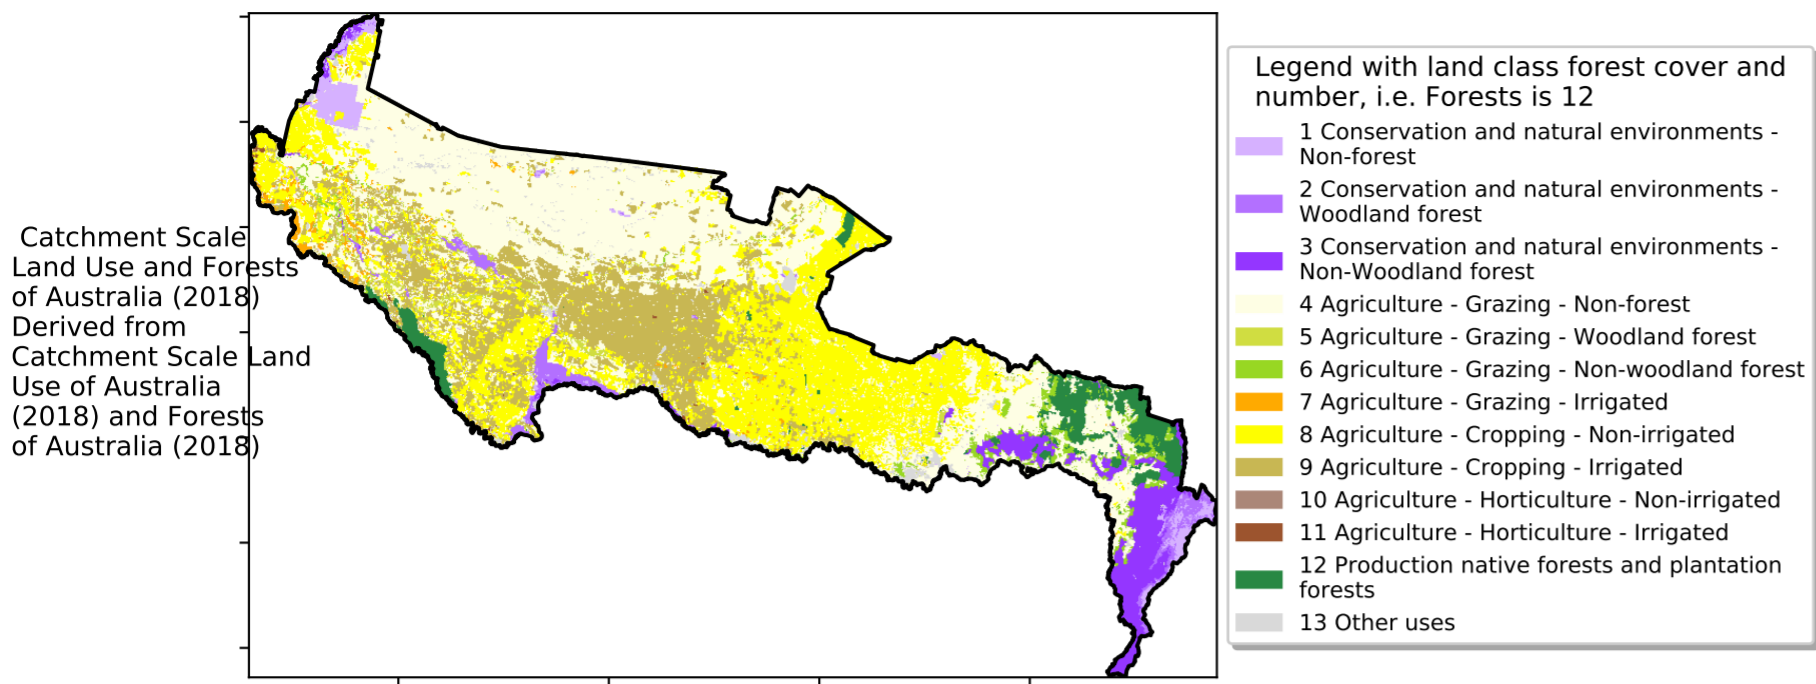 Catchment Scale
Land Use and Forests
of Australia (2018)
Derived from
Catchment Scale Land
Use of Australia
(2018) and Forests
of Australia (2018)
Legend with land class forest cover and
number, i.e. Forests is 12
1 Conservation and natural environments -
Non-forest
2 Conservation and natural environments -
Woodland forest
3 Conservation and natural environments -
Non-Woodland forest
4 Agriculture - Grazing - Non-forest
5 Agriculture - Grazing - Woodland forest
6 Agriculture - Grazing - Non-woodland forest
7 Agriculture - Grazing - Irrigated
8 Agriculture - Cropping - Non-irrigated
9 Agriculture - Cropping - Irrigated
10 Agriculture - Horticulture - Non-irrigated
11 Agriculture - Horticulture - Irrigated
12 Production native forests and plantation
forests
13 Other uses